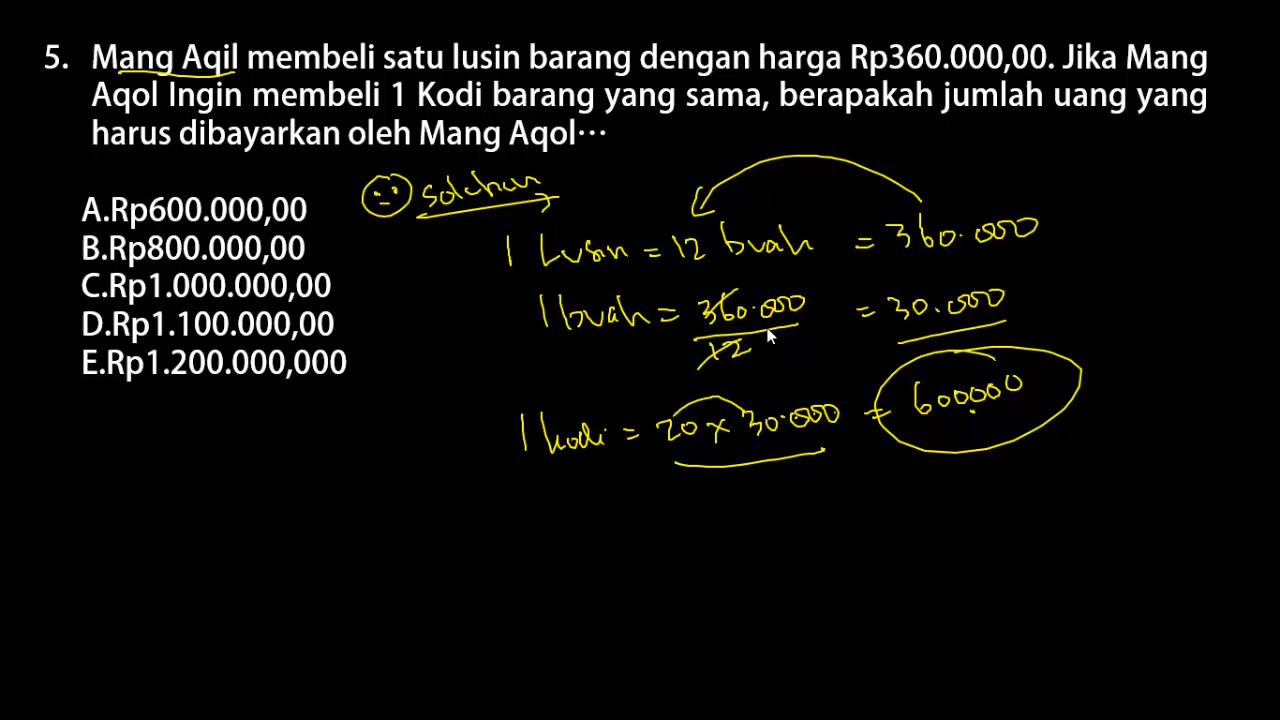 5. Mang Aqil membeli satu lusin barang dengan harga Rp360.000,00. Jika Mang
Aqol Ingin membeli 1 Kodi barang yang sama, berapakah jumlah uang yang
harus dibayarkan oleh Mang Aqol…
A.Rp600.000,00
B.Rp800.000,00
C.Rp1.000.000,00
D.Rp1.100.000,00
E.Rp1.200.000,000
1 Lusin = 12 buah = 360.000
1 buah = 360.000 = 30.000
12
1 kodi = 20 x 30.000 = 600.000